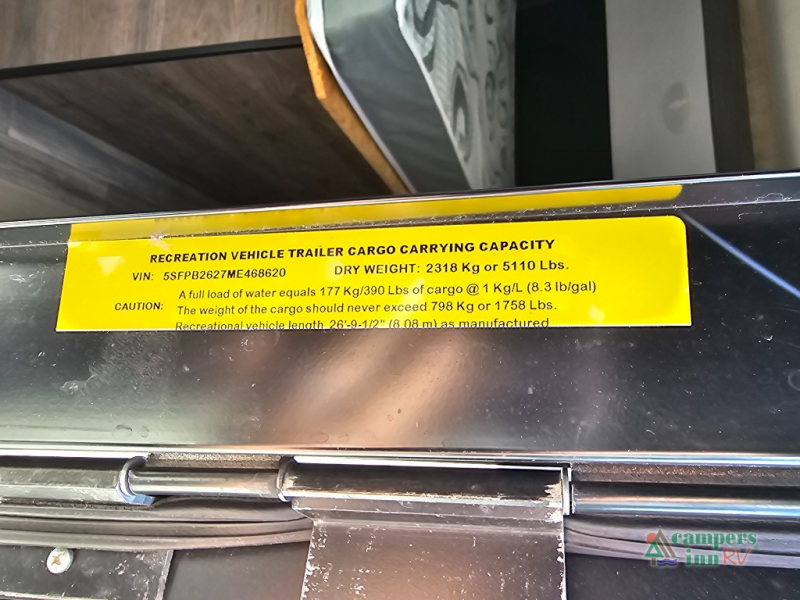 RECREATION VEHICLE TRAILER CARGO CARRYING CAPACITY
VIN: 5SFPB2627ME468620 DRY WEIGHT: 2318 Kg or 5110 Lbs.
CAUTION: A full load of water equals 177 Kg/390 Lbs of cargo @ 1 Kg/L (8.3 lb/gal)
The weight of the cargo should never exceed 798 Kg or 1758 Lbs.
Recreational vehicle length 26'-9-1/2" (8.08 m) as manufactured
campers
inn RV